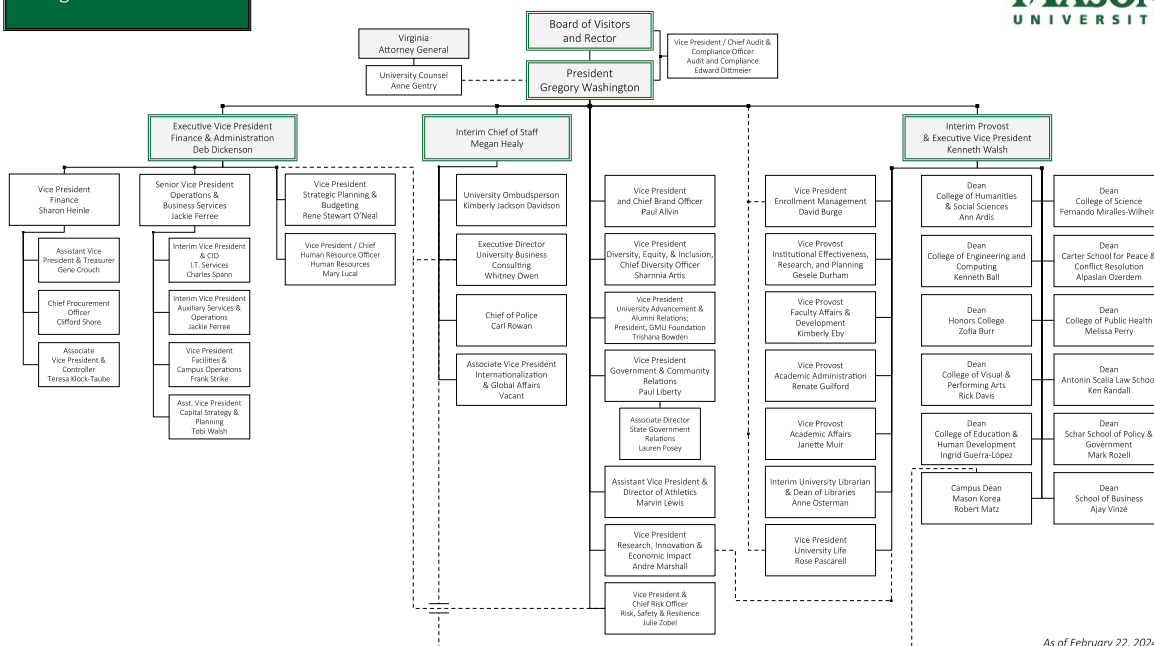 MASON
UNIVERSITY
Board of Visitors
and Rector
Virginia
Attorney General
Vice President / Chief Audit &
Compliance Officer
Audit and Compliance
Edward Dittmeier
University Counsel
Anne Gentry
President
Gregory Washington
Executive Vice President
Finance & Administration
Deb Dickenson
Interim Chief of Staff
Megan Healy
Interim Provost
& Executive Vice President
Kenneth Walsh
Vice President
Finance
Sharon Heinle
Assistant Vice
President & Treasurer
Gene Crouch
Chief Procurement
Officer
Clifford Shore
Associate
Vice President &
Controller
Teresa Klock-Taube
Senior Vice President
Operations &
Business Services
Jackie Ferree
Interim Vice President
& CIO
I.T. Services
Charles Spann
Interim Vice President
Auxiliary Services &
Operations
Jackie Ferree
Vice President
Facilities &
Campus Operations
Frank Strike
Asst. Vice President
Capital Strategy &
Planning
Tobi Walsh
Vice President
Strategic Planning &
Budgeting
Rene Stewart O'Neal
Vice President / Chief
Human Resource Officer
Human Resources
Mary Lucal
University Ombudsperson
Kimberly Jackson Davidson
Executive Director
University Business
Consulting
Whitney Owen
Chief of Police
Carl Rowan
Associate Vice President
Internationalization
& Global Affairs
Vacant
Vice President
and Chief Brand Officer
Paul Allvin
Vice President
Diversity, Equity, & Inclusion,
Chief Diversity Officer
Sharnnia Artis
Vice President
University Advancement &
Alumni Relations;
President, GMU Foundation
Trishana Bowden
Vice President
Government & Community
Relations
Paul Liberty
Associate Director
State Government
Relations
Lauren Posey
Assistant Vice President &
Director of Athletics
Marvin Lewis
Vice President
Research, Innovation &
Economic Impact
Andre Marshall
Vice President &
Chief Risk Officer
Risk, Safety & Resilience
Julie Zobel
Vice President
Enrollment Management
David Burge
Vice Provost
Institutional Effectiveness,
Research, and Planning
Gesele Durham
Vice Provost
Faculty Affairs &
Development
Kimberly Eby
Vice Provost
Academic Administration
Renate Guilford
Vice Provost
Academic Affairs
Janette Muir
Interim University Librarian
& Dean of Libraries
Anne Osterman
Vice President
University Life
Rose Pascarell
Dean
College of Humanities
& Social Sciences
Ann Ardis
Dean
College of Engineering and
Computing
Kenneth Ball
Dean
Honors College
Zofia Burr
Dean
College of Visual &
Performing Arts
Rick Davis
Dean
College of Education &
Human Development
Ingrid Guerra-López
Campus Dean
Mason Korea
Robert Matz
Dean
College of Science
Fernando Miralles-Wilhelm
Dean
Carter School for Peace &
Conflict Resolution
Alpaslan Ozerdem
Dean
College of Public Health
Melissa Perry
Dean
Antonin Scalia Law School
Ken Randall
Dean
Schar School of Policy &
Government
Mark Rozell
Dean
School of Business
Ajay Vinzé
As of February 22, 2024